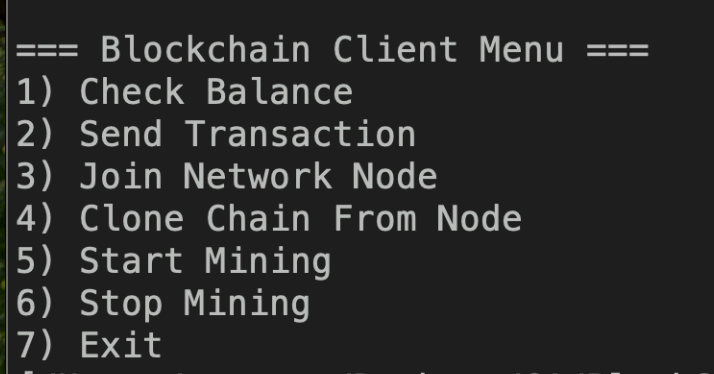 === Blockchain Client Menu ===
1) Check Balance
2) Send Transaction
3) Join Network Node
4) Clone Chain From Node
5) Start Mining
6) Stop Mining
7) Exit